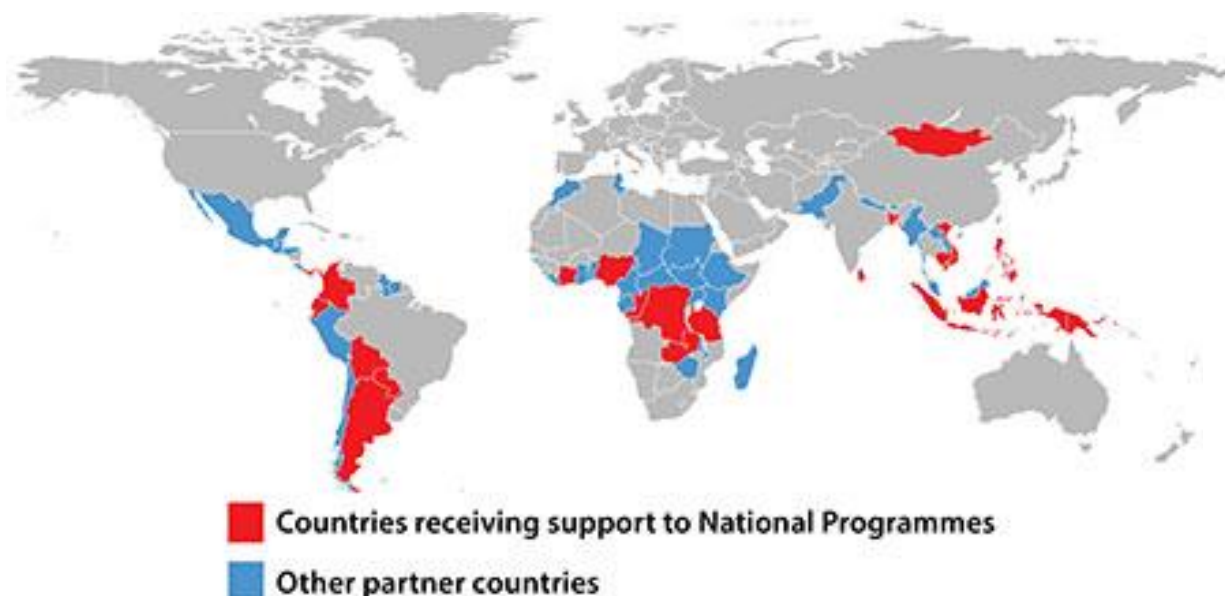 Countries receiving support to National Programmes
Other partner countries